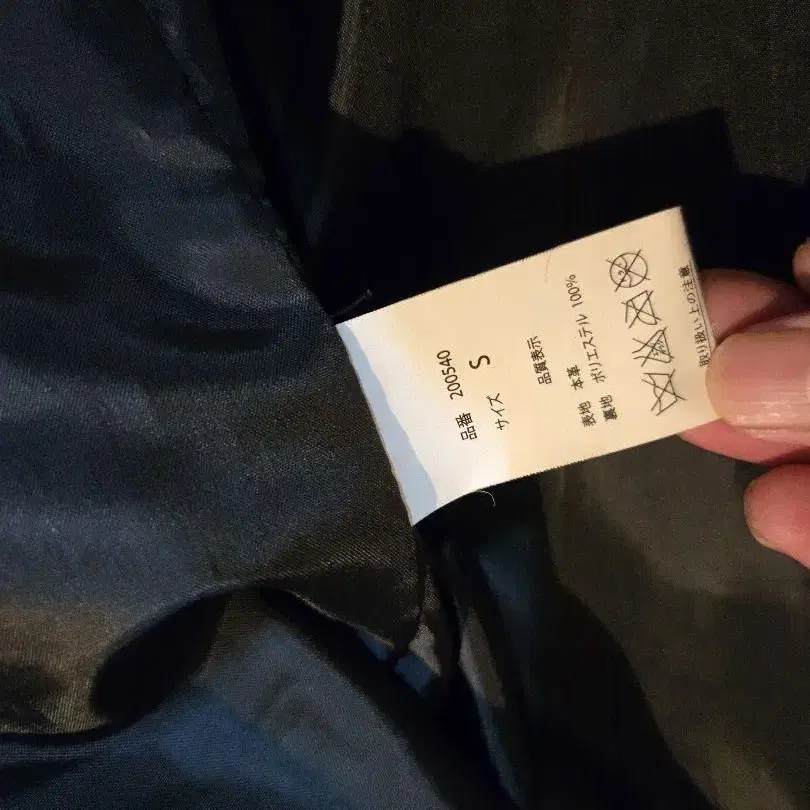 品番 200540
サイズ S
品質表示
表地 本革
裏地 ポリエステル 100%
取り扱い上の注意